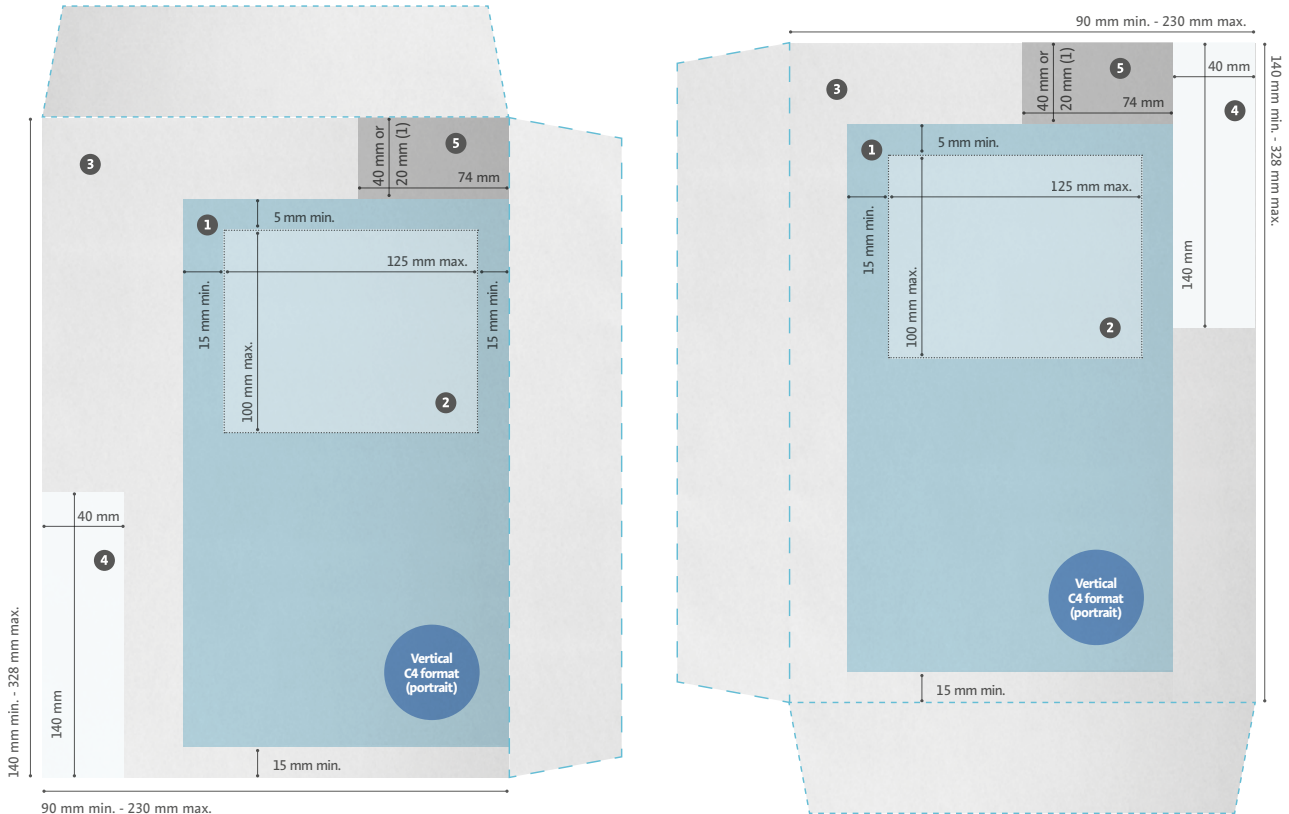 3
40 mm or
20 mm (1)
5
74 mm
1
5 mm min.
125 mm max.
15 mm min.
15 mm min.
100 mm max.
2
40 mm
4
140 mm
Vertical
C4 format
(portrait)
15 mm min.
140 mm min. - 328 mm max.
90 mm min. - 230 mm max.
90 mm min. - 230 mm max.
3
40 mm or
20 mm (1)
5
74 mm
40 mm
4
140 mm
140 mm min. - 328 mm max.
1
5 mm min.
125 mm max.
15 mm min.
100 mm max.
2
Vertical
C4 format
(portrait)
15 mm min.